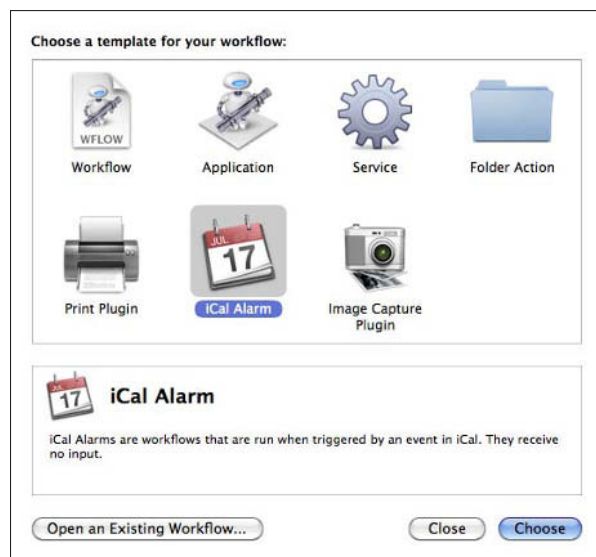 Choose a template for your workflow:
WFLOW
Workflow
Application
Service
Folder Action
JUL
17
Print Plugin
iCal Alarm
Image Capture
Plugin
JUL
17
iCal Alarm
iCal Alarms are workflows that are run when triggered by an event in iCal. They receive
no input.
Open an Existing Workflow...
Close
Choose